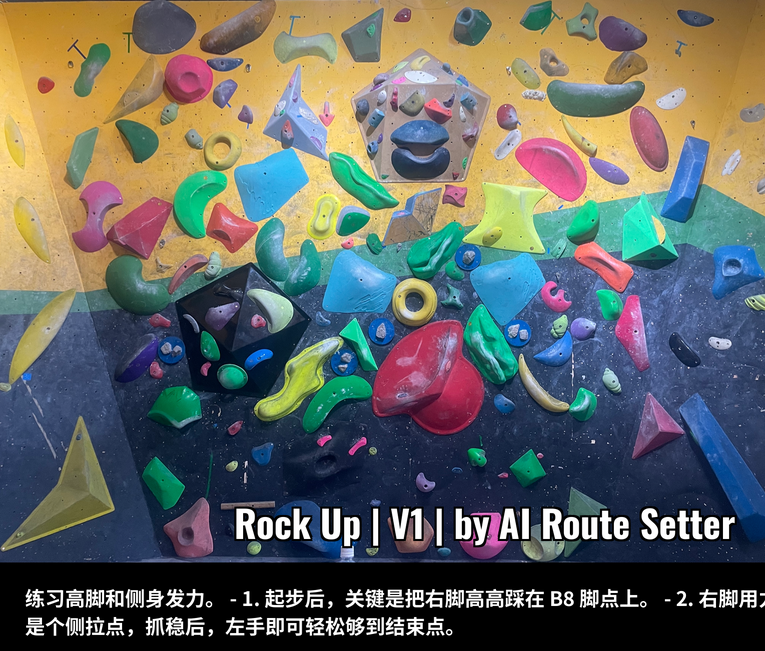 Rock Up | V1 | by AI Route Setter
练习高脚和侧身发力。 - 1. 起步后，关键是把右脚高高踩在 B8 脚点上。 - 2. 右脚用
是个侧拉点，抓稳后，左手即可轻松够到结束点。